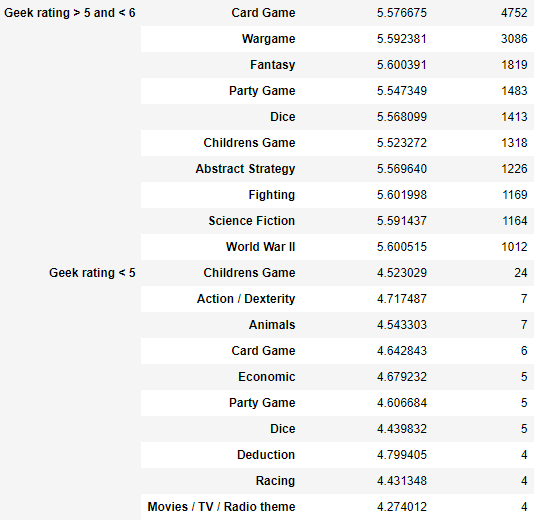 Geek rating > 5 and < 6 Card Game 5.576675 4752
Wargame 5.592381 3086
Fantasy 5.600391 1819
Party Game 5.547349 1483
Dice 5.568099 1413
Childrens Game 5.523272 1318
Abstract Strategy 5.569640 1226
Fighting 5.601998 1169
Science Fiction 5.591437 1164
World War II 5.600515 1012
Geek rating < 5 Childrens Game 4.523029 24
Action / Dexterity 4.717487 7
Animals 4.543303 7
Card Game 4.642843 6
Economic 4.679232 5
Party Game 4.606684 5
Dice 4.439832 5
Deduction 4.799405 4
Racing 4.431348 4
Movies / TV / Radio theme 4.274012 4